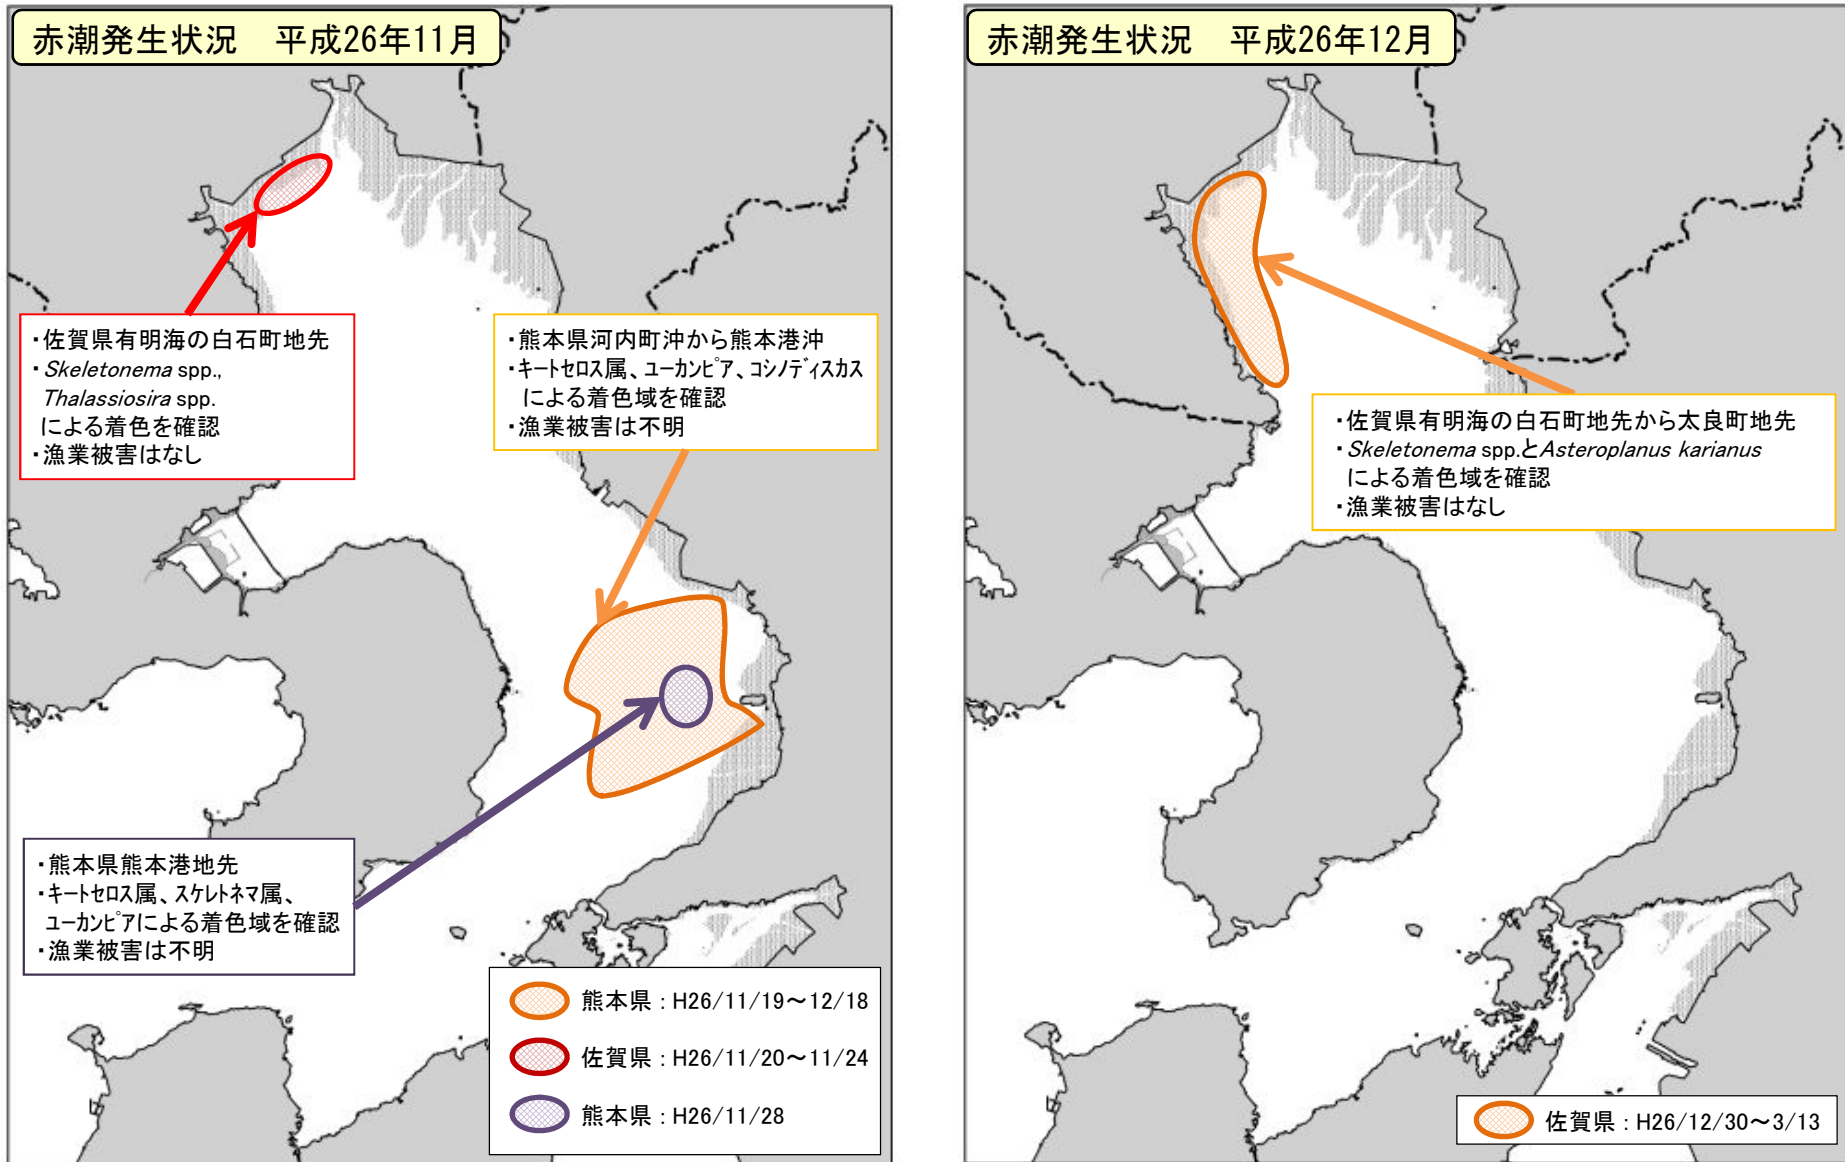 赤潮発生状況　平成26年11月
・佐賀県有明海の白石町地先
・Skeletonema spp.,
Thalassiosira spp.
による着色を確認
・漁業被害はなし
・熊本県河内町沖から熊本港沖
・キートセロス属、ユーカンピア、コシノディスカス
による着色域を確認
・漁業被害は不明
・熊本県熊本港地先
・キートセロス属、スケレトネマ属、
ユーカンピアによる着色域を確認
・漁業被害は不明
熊本県：H26/11/19～12/18
佐賀県：H26/11/20～11/24
熊本県：H26/11/28
赤潮発生状況　平成26年12月
・佐賀県有明海の白石町地先から太良町地先
・Skeletonema spp.とAsteroplanus karianus
による着色域を確認
・漁業被害はなし
佐賀県：H26/12/30～3/13